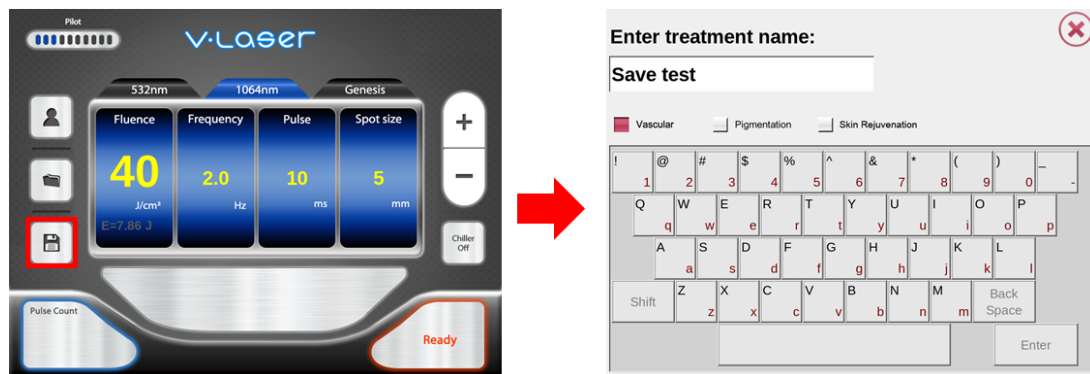 Pilot
V-Laser
532nm
1064nm
Genesis
Fluence
Frequency
Pulse
Spot size
40
2.0
10
5
J/cm²
Hz
ms
mm
E=7.86 J
+
−
Chiller
Off
Pulse Count
Ready
Enter treatment name:
Save test
Vascular
Pigmentation
Skin Rejuvenation
! 1 @ 2 # 3 $ 4 % 5 ^ 6 & 7 * 8 ( 9 ) 0 _ -
Q q W w E e R r T t Y y U u I i O o P p
A a S s D d F f G g H h J j K k L l
Shift Z z X x C c V v B b N n M m Back Space
Enter